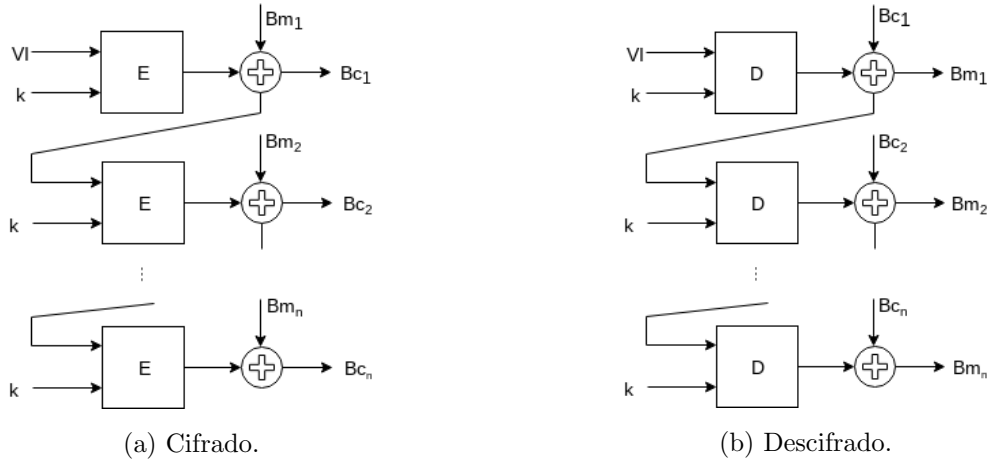 Bm1
VI
E
k
Bc1
Bm2
E
k
Bc2
Bmn
E
k
Bcn
(a) Cifrado.
Bc1
VI
D
k
Bm1
Bc2
D
k
Bm2
Bcn
D
k
Bmn
(b) Descifrado.